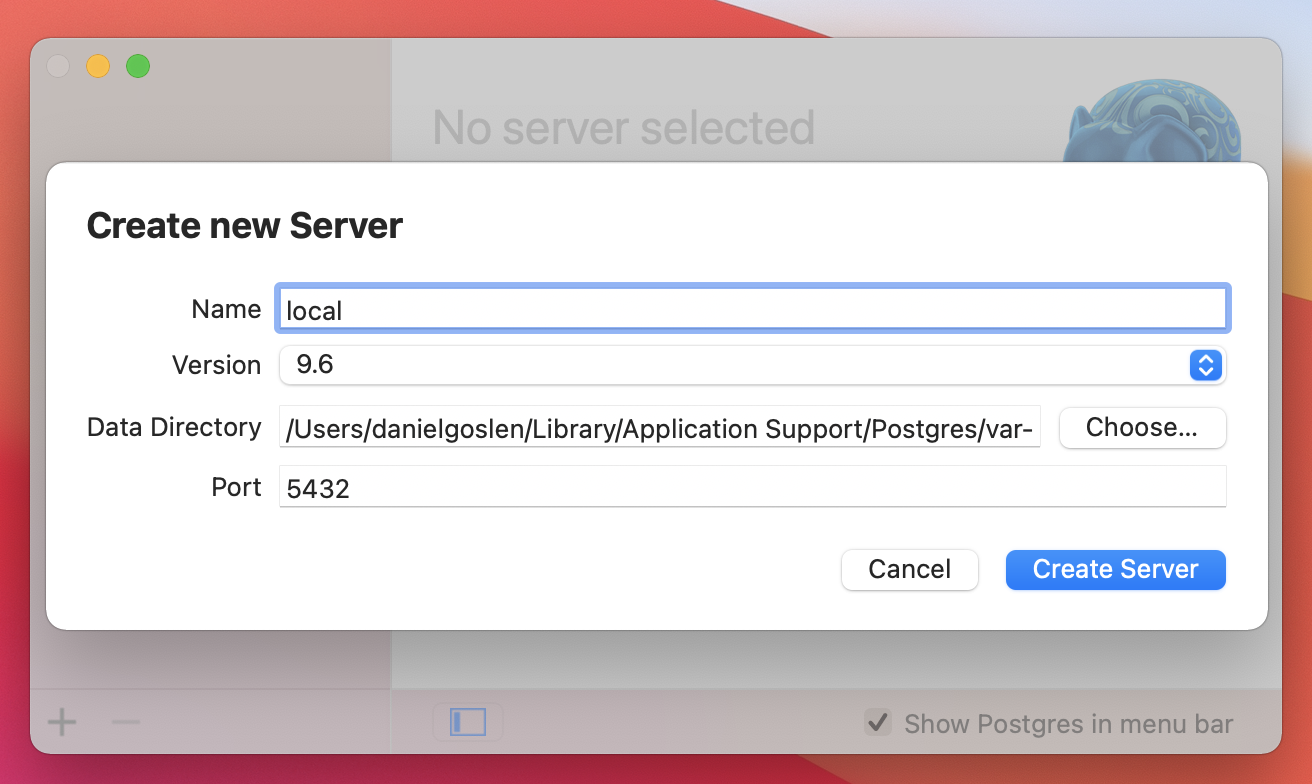 No server selected
Create new Server
Name local
Version 9.6
Data Directory /Users/danielgoslen/Library/Application Support/Postgres/var- Choose...
Port 5432
Cancel Create Server
Show Postgres in menu bar